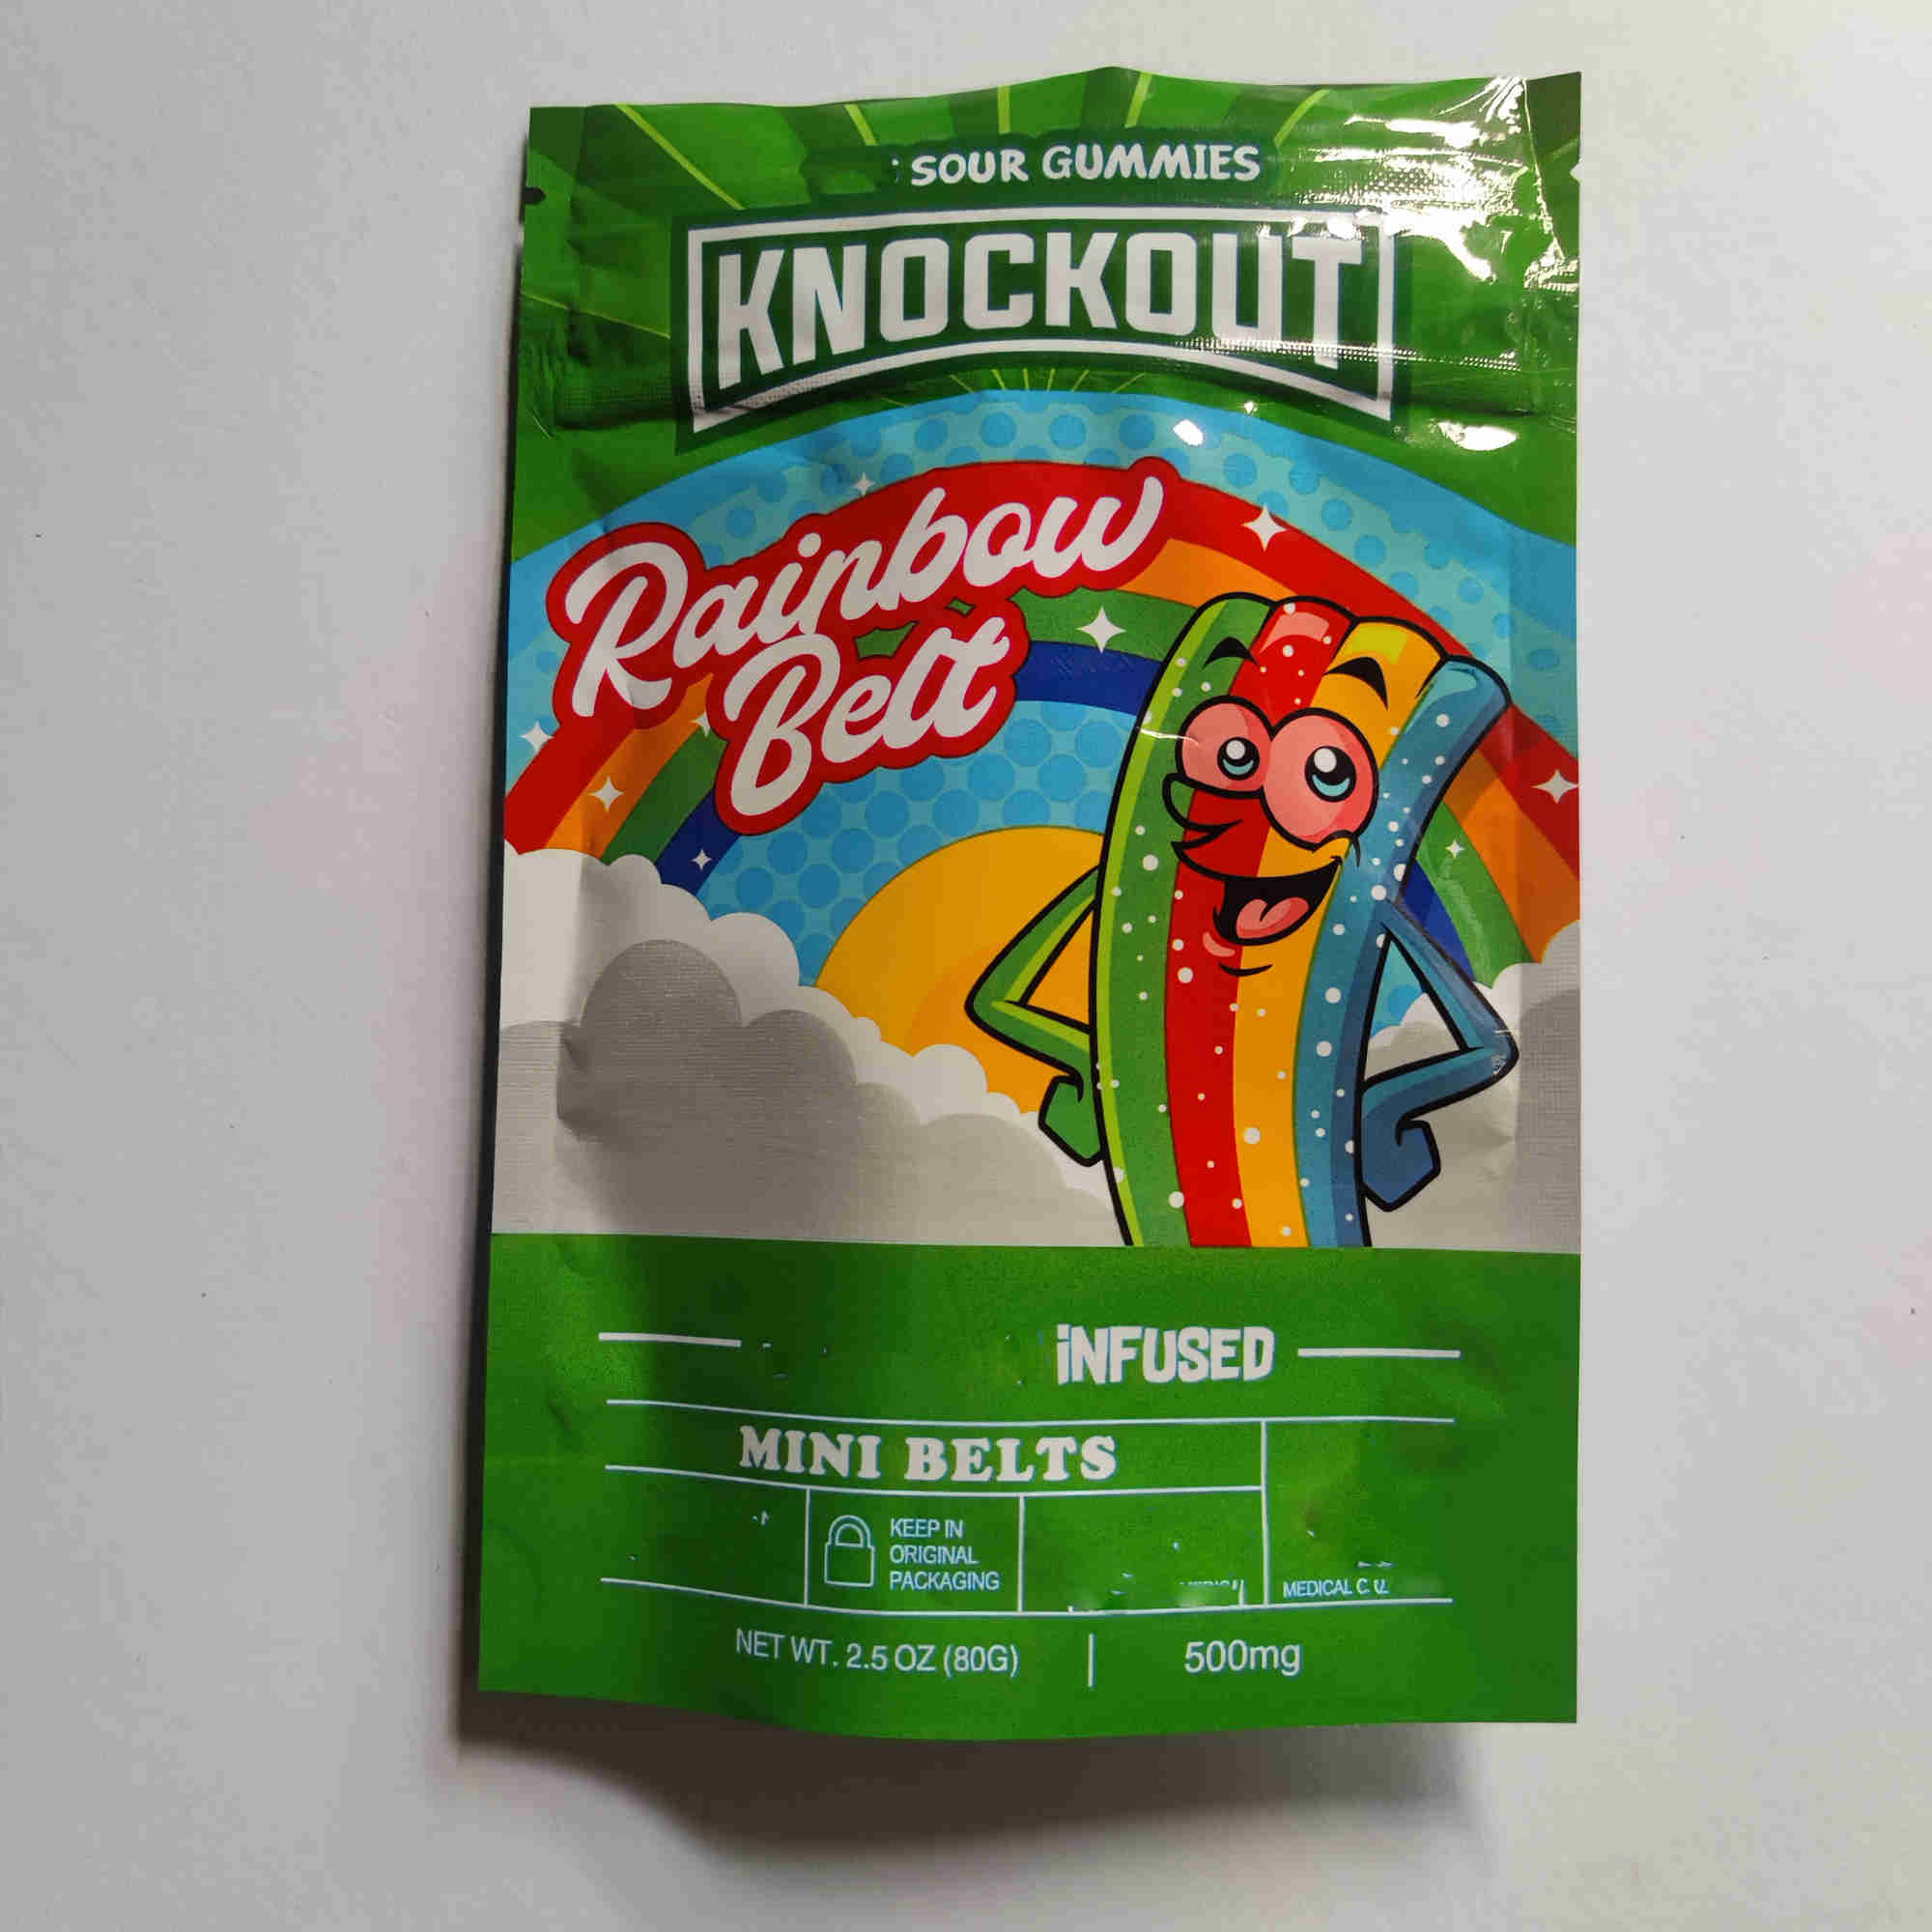 SOUR GUMMIES
KNOCKOUT
Rainbow
Belt
iNFUSED
MINI BELTS
KEEP IN
ORIGINAL
PACKAGING
MEDICAL
NET WT. 2.5 OZ (80G) | 500mg